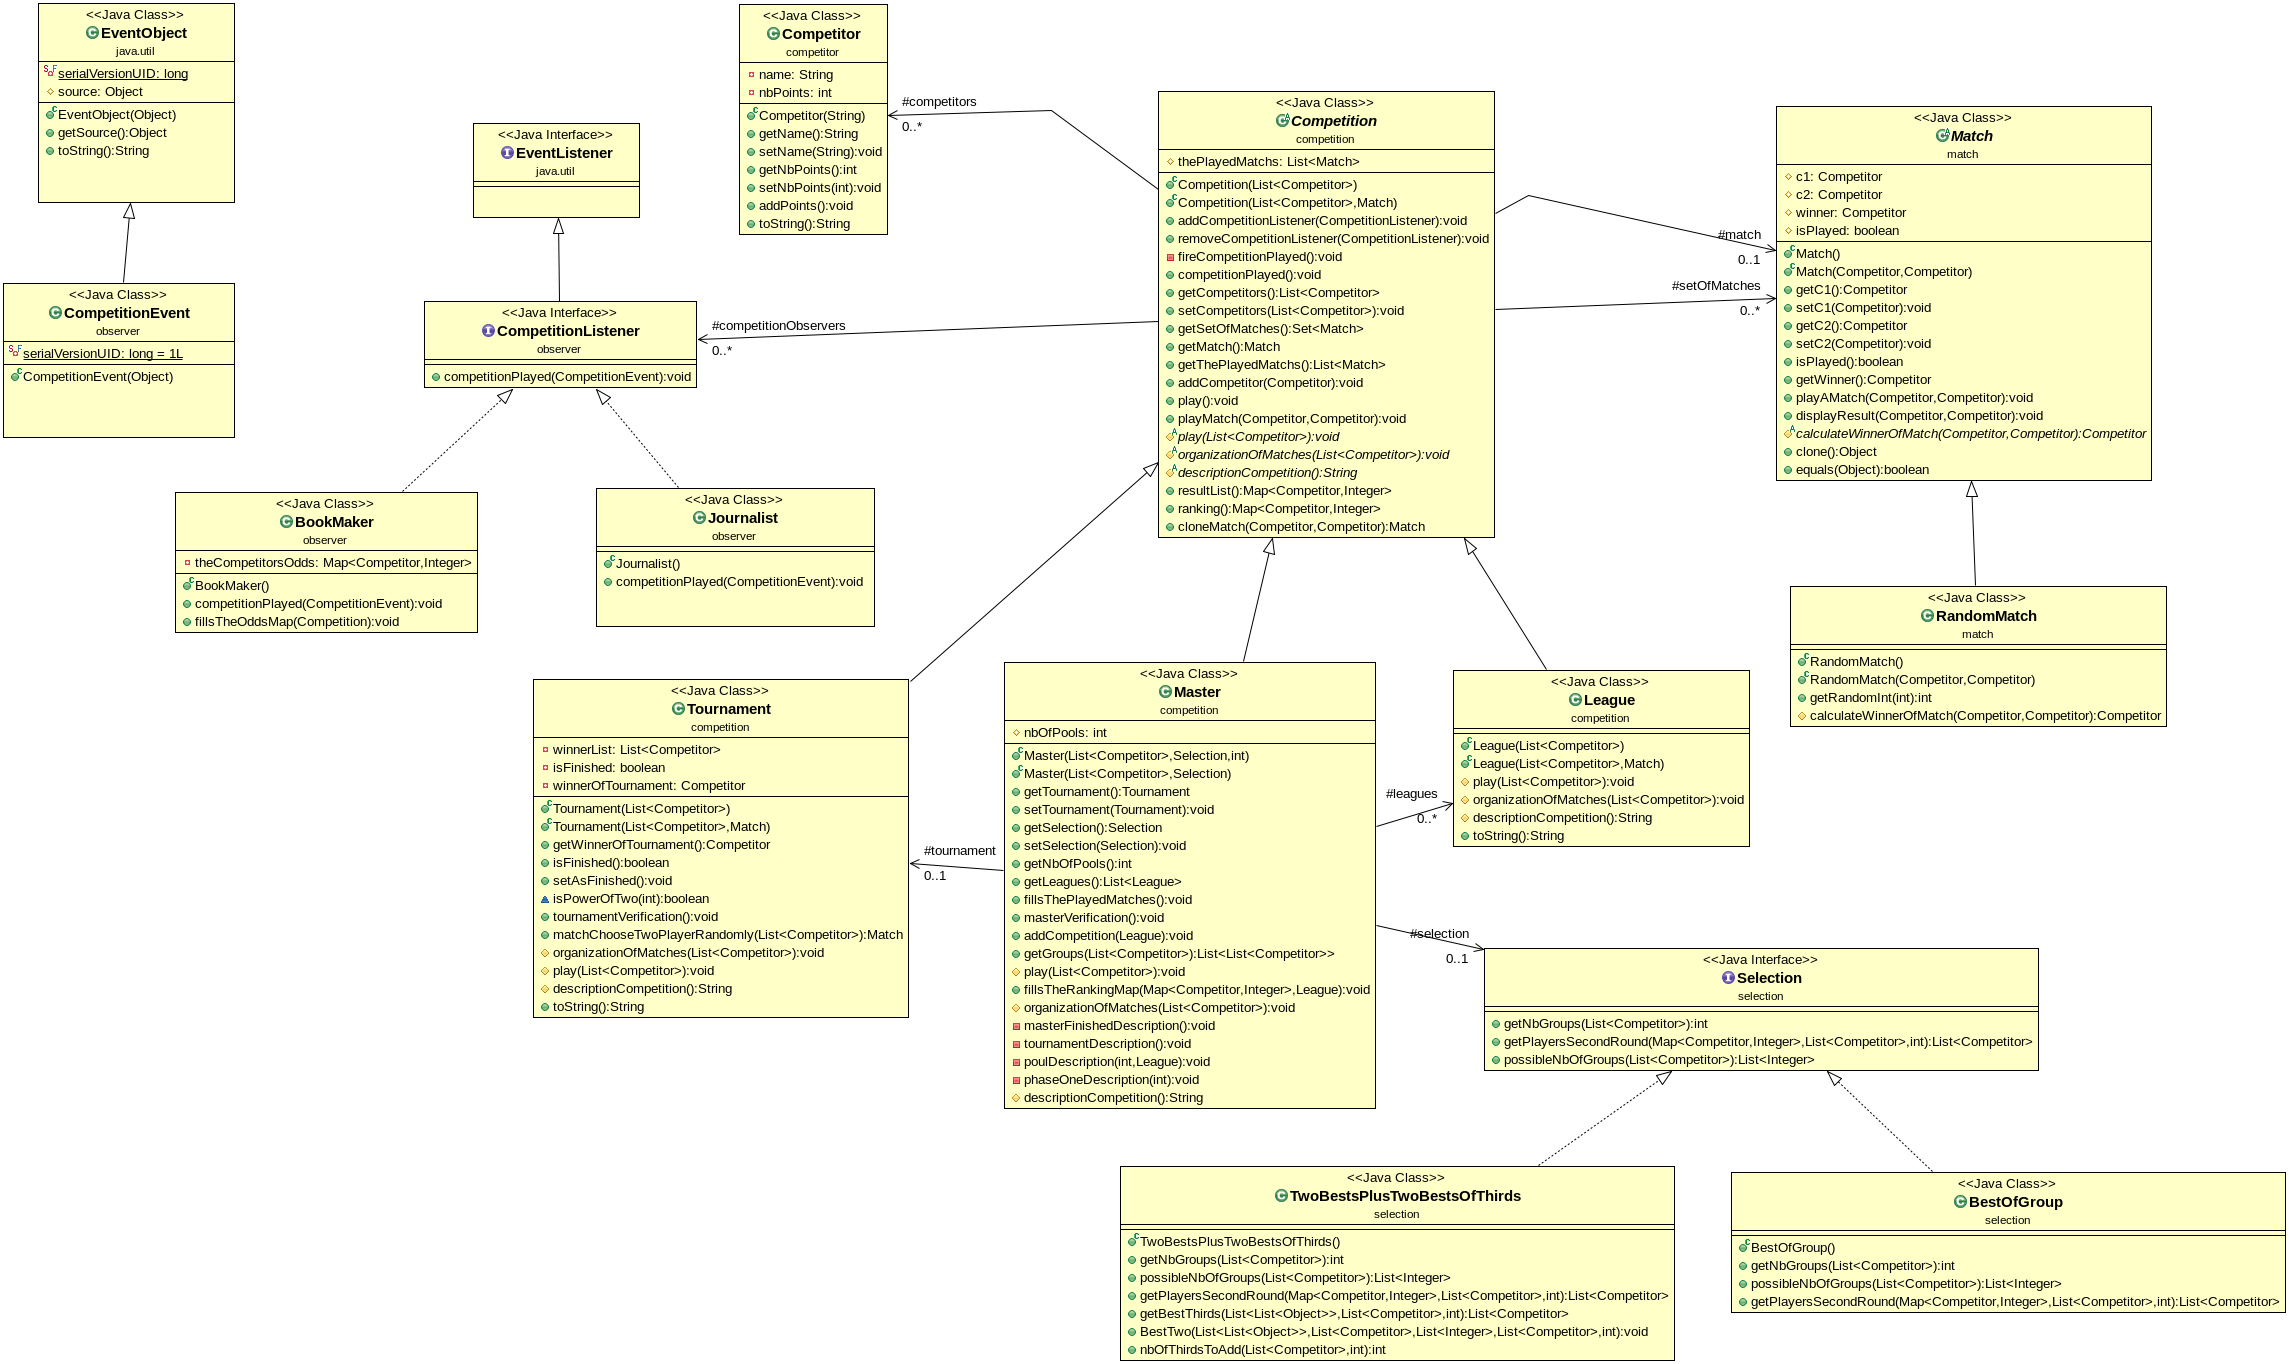 <<Java Class>>
EventObject
java.util
serialVersionUID: long
source: Object
EventObject(Object)
getSource():Object
toString():String
<<Java Class>>
CompetitionEvent
observer
serialVersionUID: long = 1L
CompetitionEvent(Object)
<<Java Interface>>
EventListener
java.util
<<Java Interface>>
CompetitionListener
observer
competitionPlayed(CompetitionEvent):void
<<Java Class>>
BookMaker
observer
theCompetitorsOdds: Map<Competitor,Integer>
BookMaker()
competitionPlayed(CompetitionEvent):void
fillsTheOddsMap(Competition):void
<<Java Class>>
Journalist
observer
Journalist()
competitionPlayed(CompetitionEvent):void
<<Java Class>>
Competitor
competitor
name: String
nbPoints: int
Competitor(String)
getName():String
setName(String):void
getNbPoints():int
setNbPoints(int):void
addPoints():void
toString():String
#competitors
0..*
#competitionObservers
0..*
<<Java Class>>
Competition
competition
thePlayedMatchs: List<Match>
Competition(List<Competitor>)
Competition(List<Competitor>,Match)
addCompetitionListener(CompetitionListener):void
removeCompetitionListener(CompetitionListener):void
fireCompetitionPlayed():void
competitionPlayed():void
getCompetitors():List<Competitor>
setCompetitors(List<Competitor>):void
getSetOfMatches():Set<Match>
getMatch():Match
getThePlayedMatchs():List<Match>
addCompetitor(Competitor):void
play():void
playMatch(Competitor,Competitor):void
play(List<Competitor>):void
organizationOfMatches(List<Competitor>):void
descriptionCompetition():String
resultList():Map<Competitor,Integer>
ranking():Map<Competitor,Integer>
cloneMatch(Competitor,Competitor):Match
#match
0..1
#setOfMatches
0..*
<<Java Class>>
Match
match
c1: Competitor
c2: Competitor
winner: Competitor
isPlayed: boolean
Match()
Match(Competitor,Competitor)
getC1():Competitor
setC1(Competitor):void
getC2():Competitor
setC2(Competitor):void
isPlayed():boolean
getWinner():Competitor
playAMatch(Competitor,Competitor):void
displayResult(Competitor,Competitor):void
calculateWinnerOfMatch(Competitor,Competitor):Competitor
clone():Object
equals(Object):boolean
<<Java Class>>
RandomMatch
match
RandomMatch()
RandomMatch(Competitor,Competitor)
getRandomInt(int):int
calculateWinnerOfMatch(Competitor,Competitor):Competitor
<<Java Class>>
Tournament
competition
winnerList: List<Competitor>
isFinished: boolean
winnerOfTournament: Competitor
Tournament(List<Competitor>)
Tournament(List<Competitor>,Match)
getWinnerOfTournament():Competitor
isFinished():boolean
setAsFinished():void
isPowerOfTwo(int):boolean
tournamentVerification():void
matchChooseTwoPlayerRandomly(List<Competitor>):Match
organizationOfMatches(List<Competitor>):void
play(List<Competitor>):void
descriptionCompetition():String
toString():String
#tournament
0..1
<<Java Class>>
Master
competition
nbOfPools: int
Master(List<Competitor>,Selection,int)
Master(List<Competitor>,Selection)
getTournament():Tournament
setTournament(Tournament):void
getSelection():Selection
setSelection(Selection):void
getNbOfPools():int
getLeagues():List<League>
fillsThePlayedMatches():void
masterVerification():void
addCompetition(League):void
getGroups(List<Competitor>):List<List<Competitor>>
play(List<Competitor>):void
fillsTheRankingMap(Map<Competitor,Integer>,League):void
organizationOfMatches(List<Competitor>):void
masterFinishedDescription():void
tournamentDescription():void
poulDescription(int,League):void
phaseOneDescription(int):void
descriptionCompetition():String
#leagues
0..*
#selection
0..1
<<Java Class>>
League
competition
League(List<Competitor>)
League(List<Competitor>,Match)
play(List<Competitor>):void
organizationOfMatches(List<Competitor>):void
descriptionCompetition():String
toString():String
<<Java Interface>>
Selection
selection
getNbGroups(List<Competitor>):int
getPlayersSecondRound(Map<Competitor,Integer>,List<Competitor>,int):List<Competitor>
possibleNbOfGroups(List<Competitor>):List<Integer>
<<Java Class>>
TwoBestsPlusTwoBestsOfThirds
selection
TwoBestsPlusTwoBestsOfThirds()
getNbGroups(List<Competitor>):int
possibleNbOfGroups(List<Competitor>):List<Integer>
getPlayersSecondRound(Map<Competitor,Integer>,List<Competitor>,int):List<Competitor>
getBestThirds(List<List<Object>>,List<Competitor>,int):List<Competitor>
BestTwo(List<List<Object>>,List<Competitor>,List<Integer>,List<Competitor>,int):void
nbOfThirdsToAdd(List<Competitor>,int):int
<<Java Class>>
BestOfGroup
selection
BestOfGroup()
getNbGroups(List<Competitor>):int
possibleNbOfGroups(List<Competitor>):List<Integer>
getPlayersSecondRound(Map<Competitor,Integer>,List<Competitor>,int):List<Competitor>